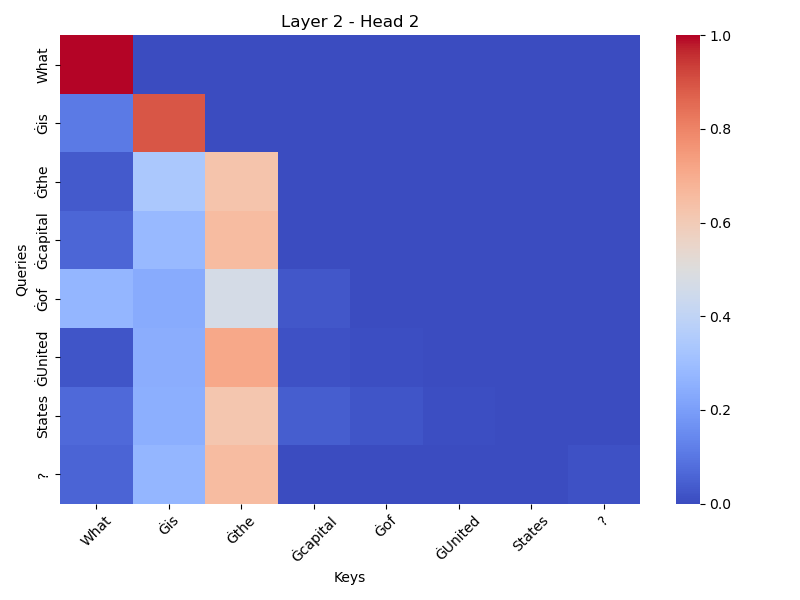 Layer 2 - Head 2
What
Ġis
Ġthe
Ġcapital
Ġof
ĠUnited
States
?
Queries
What
Ġis
Ġthe
Ġcapital
Ġof
ĠUnited
States
?
Keys
1.0
0.8
0.6
0.4
0.2
0.0